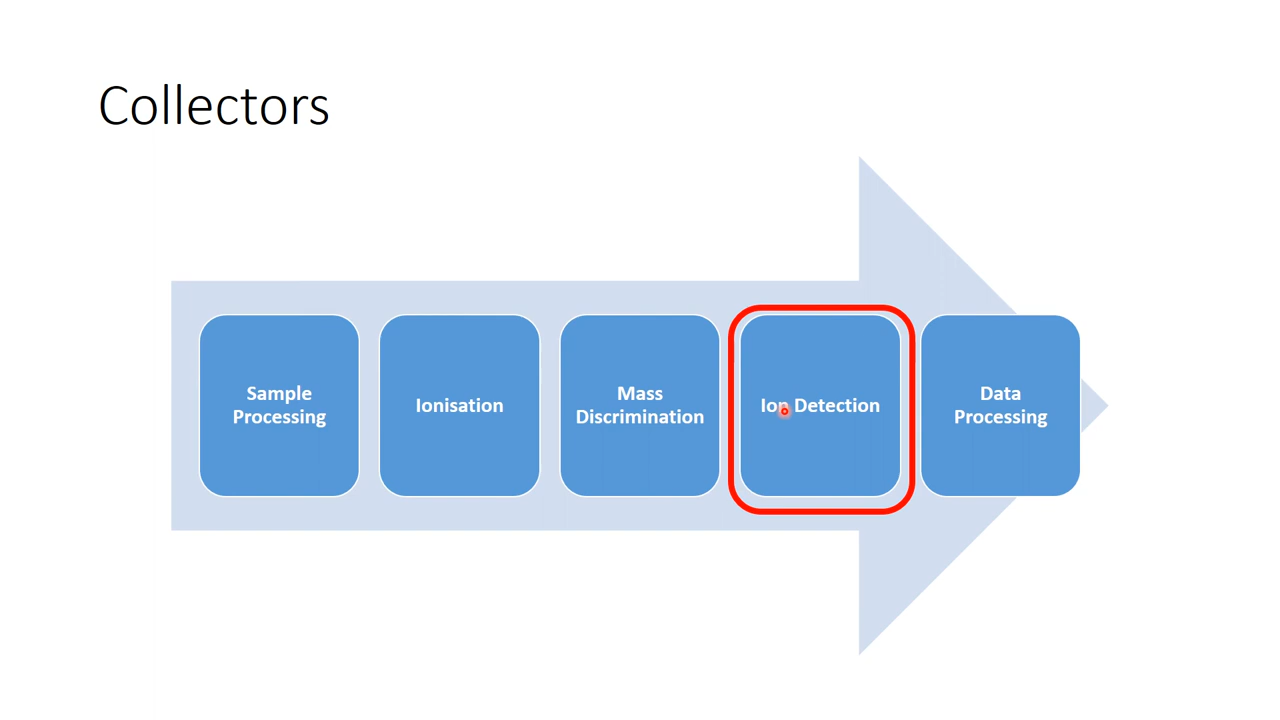 Collectors
Sample
Processing
Ionisation
Mass
Discrimination
Ion Detection
Data
Processing